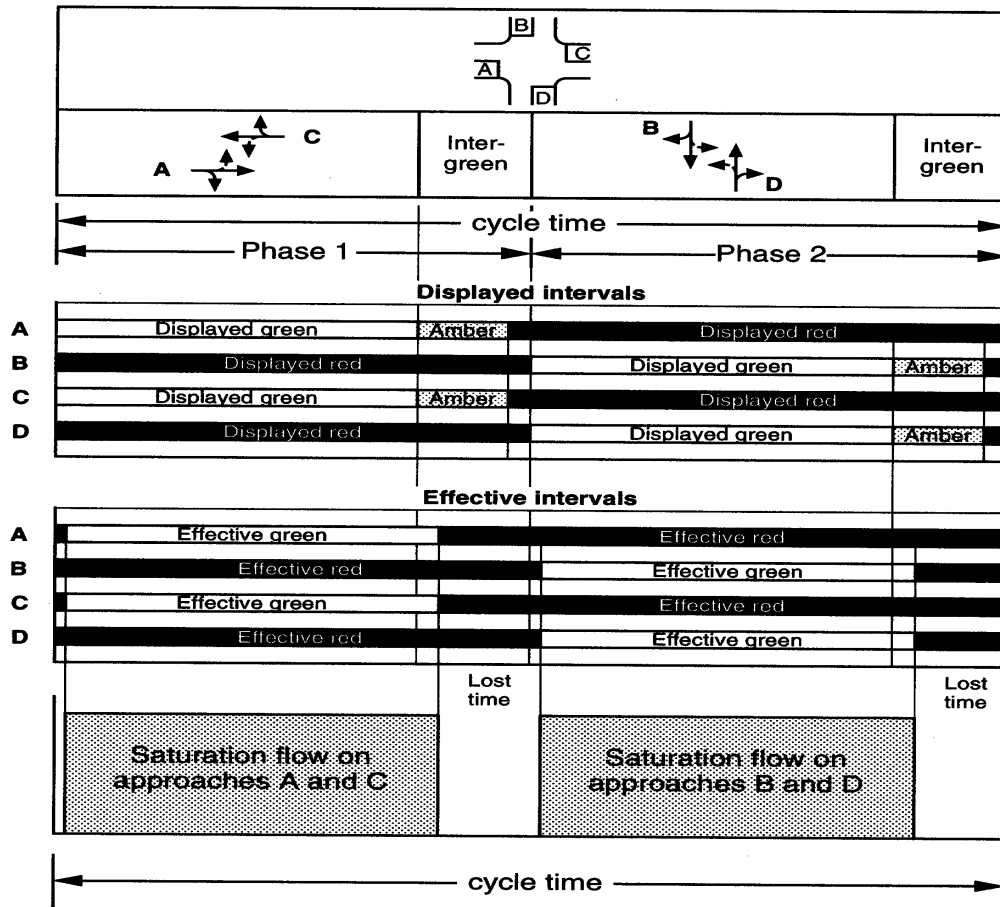 B
C
A
D
C
A
Inter-
green
B
D
Inter-
green
cycle time
Phase 1
Phase 2
Displayed intervals
A Displayed green Amber Displayed red
B Displayed red Displayed green Amber
C Displayed green Amber Displayed red
D Displayed red Displayed green Amber
Effective intervals
A Effective green Effective red
B Effective red Effective green
C Effective green Effective red
D Effective red Effective green
Lost
time
Lost
time
Saturation flow on
approaches A and C
Saturation flow on
approaches B and D
cycle time